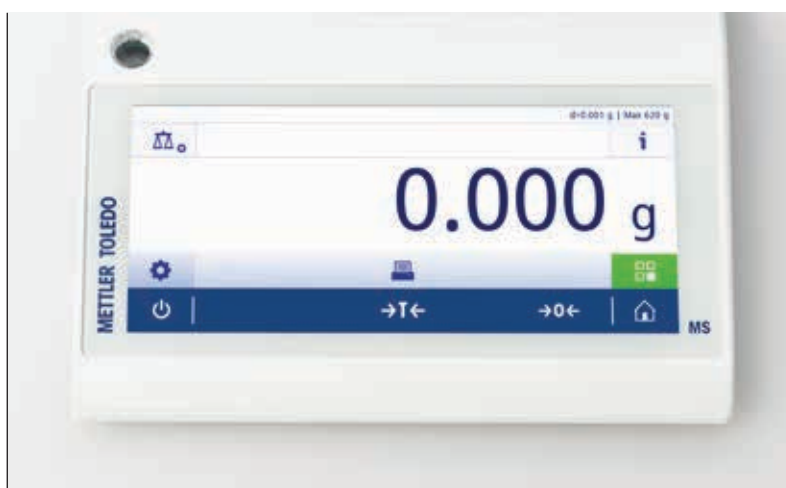 d=0.001 g | Max 620 g
i
0.000 g
→T← →0←
METTLER TOLEDO
MS